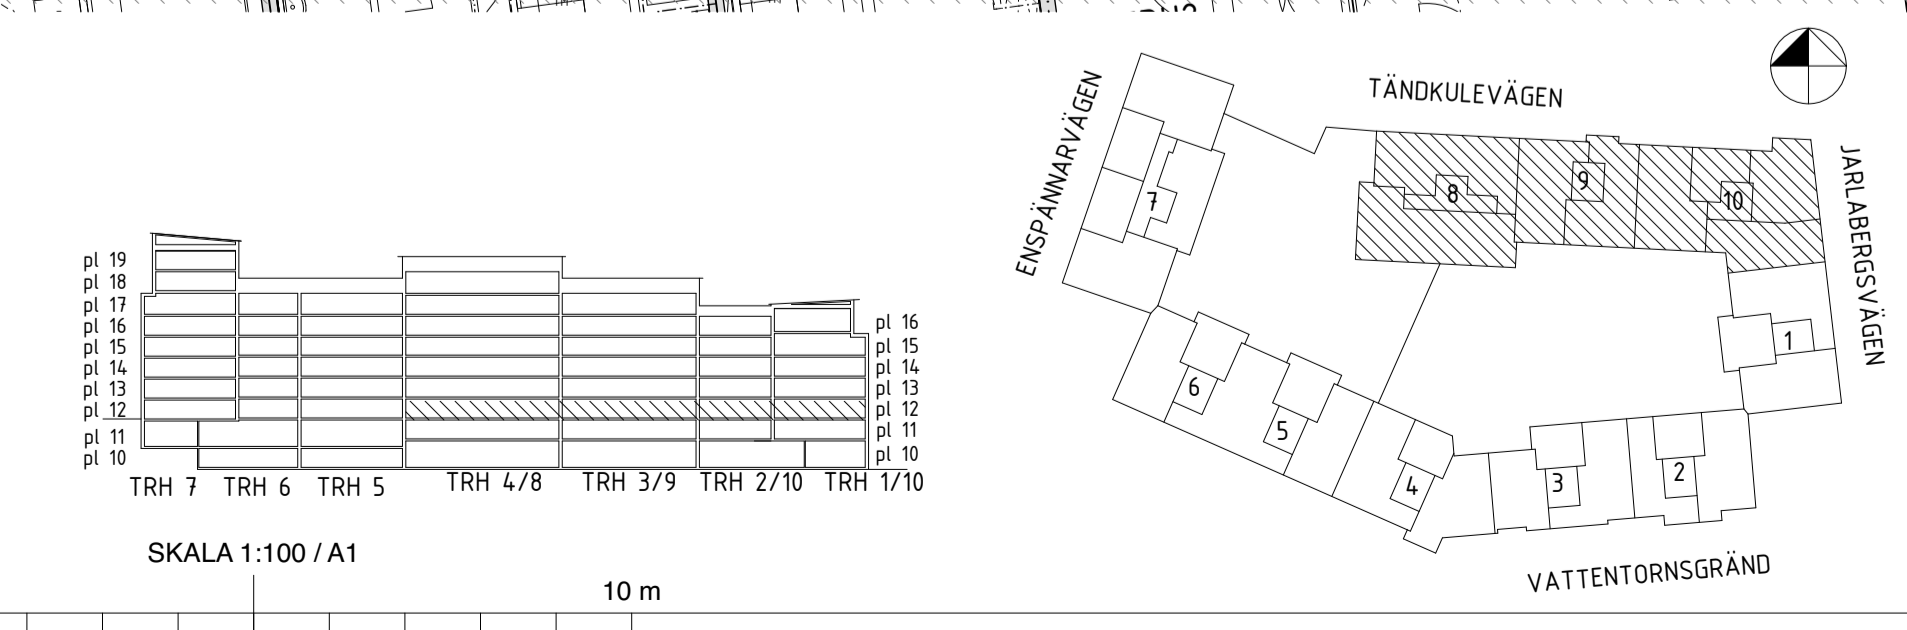 pl 19
pl 18
pl 17
pl 16
pl 15
pl 14
pl 13
pl 12
pl 11
pl 10
pl 16
pl 15
pl 14
pl 13
pl 12
pl 11
pl 10
TRH 7 TRH 6 TRH 5 TRH 4/8 TRH 3/9 TRH 2/10 TRH 1/10
SKALA 1:100 / A1
10 m
ENSPÄNNARVÄGEN
TÄNDKULEVÄGEN
JARLABERGSVÄGEN
VATTENTORNSGRÄND
7
8
9
10
1
6
5
4
3
2